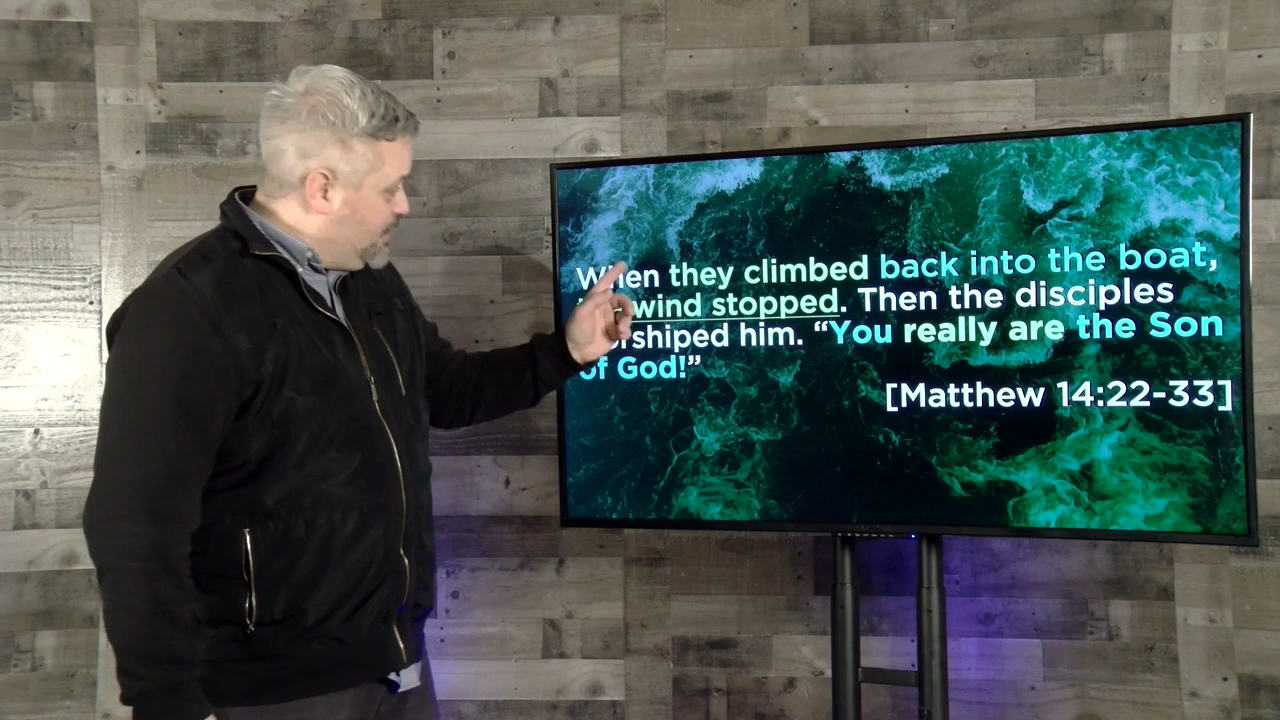 When they climbed back into the boat,
wind stopped. Then the disciples
worshiped him. “You really are the Son
of God!”
[Matthew 14:22-33]